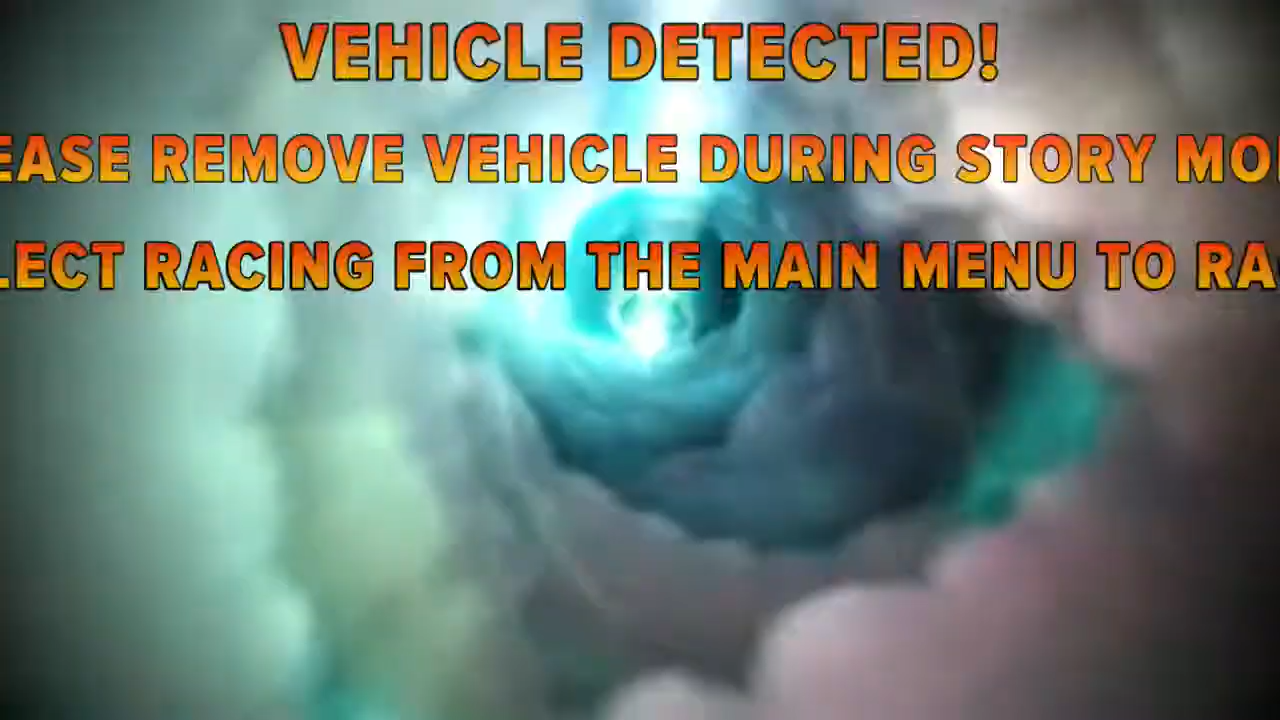 VEHICLE DETECTED!
EASE REMOVE VEHICLE DURING STORY MO
LECT RACING FROM THE MAIN MENU TO RA